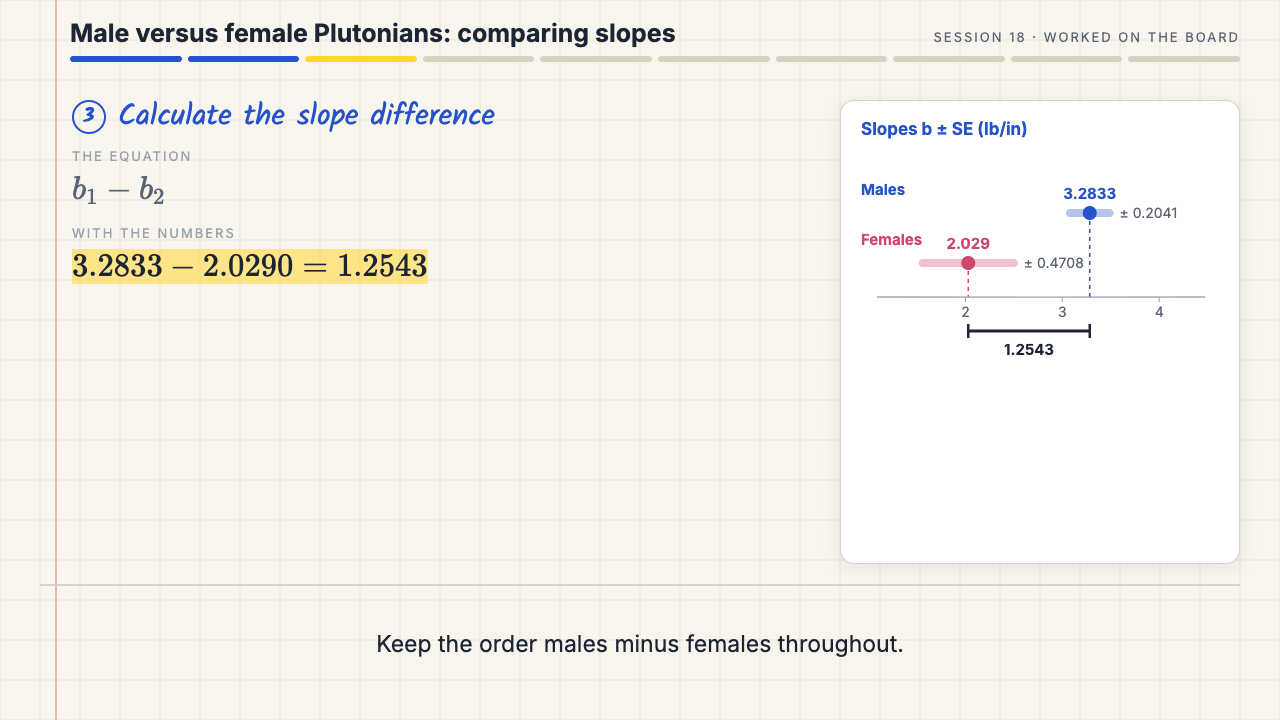 Male versus female Plutonians: comparing slopes
SESSION 18 · WORKED ON THE BOARD
3 Calculate the slope difference
THE EQUATION
b₁ − b₂
WITH THE NUMBERS
3.2833 − 2.0290 = 1.2543
Slopes b ± SE (lb/in)
Males
3.2833
± 0.2041
Females
2.029
± 0.4708
2 3 4
1.2543
Keep the order males minus females throughout.